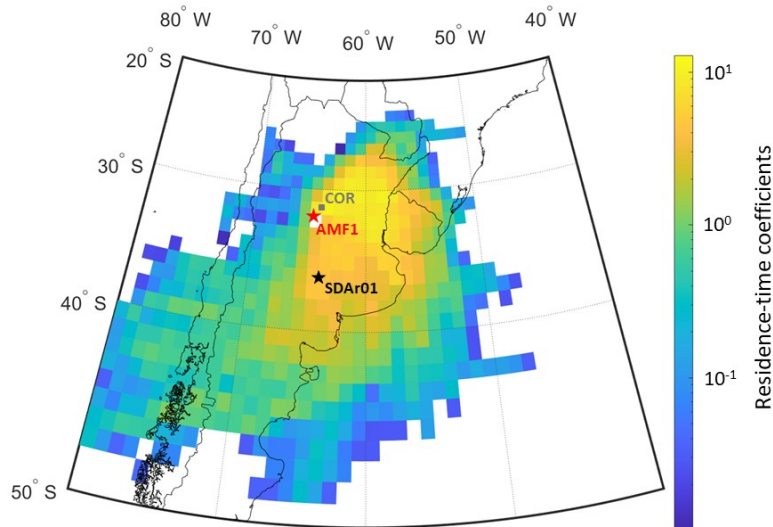 80° W
70° W
60° W
50° W
40° W
20° S
30° S
40° S
50° S
COR
AMF1
SDAr01
10¹
10⁰
10⁻¹
Residence-time coefficients